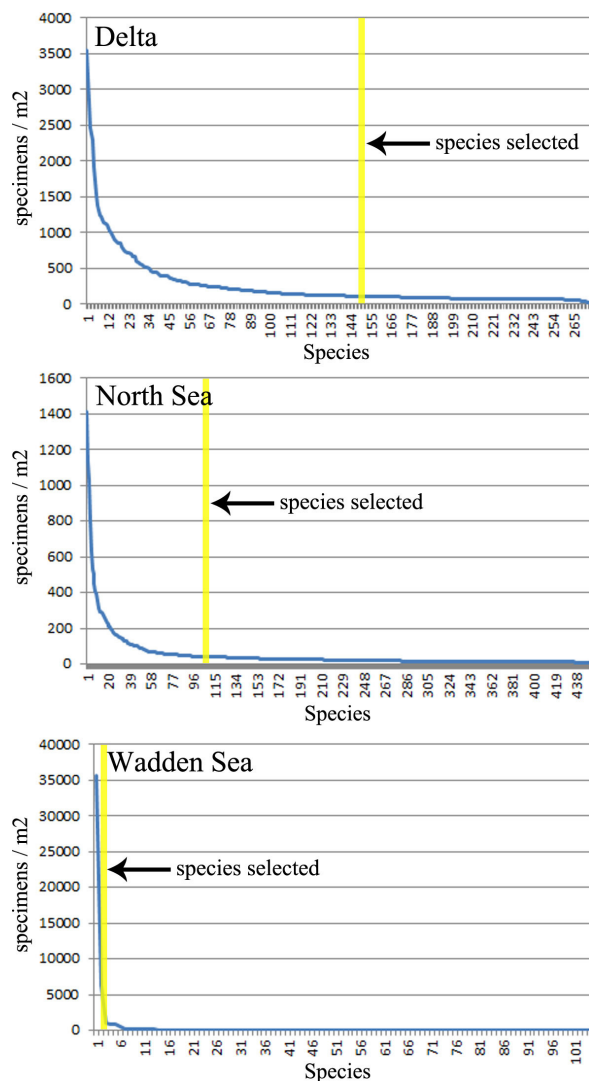 Delta
specimens / m2
4000
3500
3000
2500
2000
1500
1000
500
0
species selected
1 12 23 34 45 56 67 78 89 100 111 122 133 144 155 166 177 188 199 210 221 232 243 254 265
Species
North Sea
specimens / m2
1600
1400
1200
1000
800
600
400
200
0
species selected
1 20 39 58 77 96 115 134 153 172 191 210 229 248 267 286 305 324 343 362 381 400 419 438
Species
Wadden Sea
specimens / m2
40000
35000
30000
25000
20000
15000
10000
5000
0
species selected
1 6 11 16 21 26 31 36 41 46 51 56 61 66 71 76 81 86 91 96 101
Species